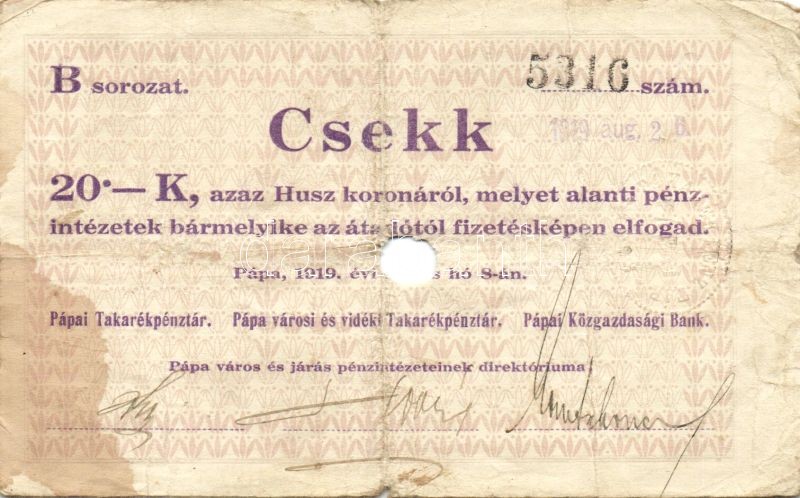 B sorozat. 5316 szám.
Csekk
1919 aug. 2 6.
20·— K, azaz Husz koronáról, melyet alanti pénz-
intézetek bármelyike az átadótól fizetésképen elfogad.
Pápa, 1919. évi hó 8-án.
Pápai Takarékpénztár. Pápa városi és vidéki Takarékpénztár. Pápai Közgazdasági Bank.
Pápa város és járás pénzintézeteinek direktóriuma: